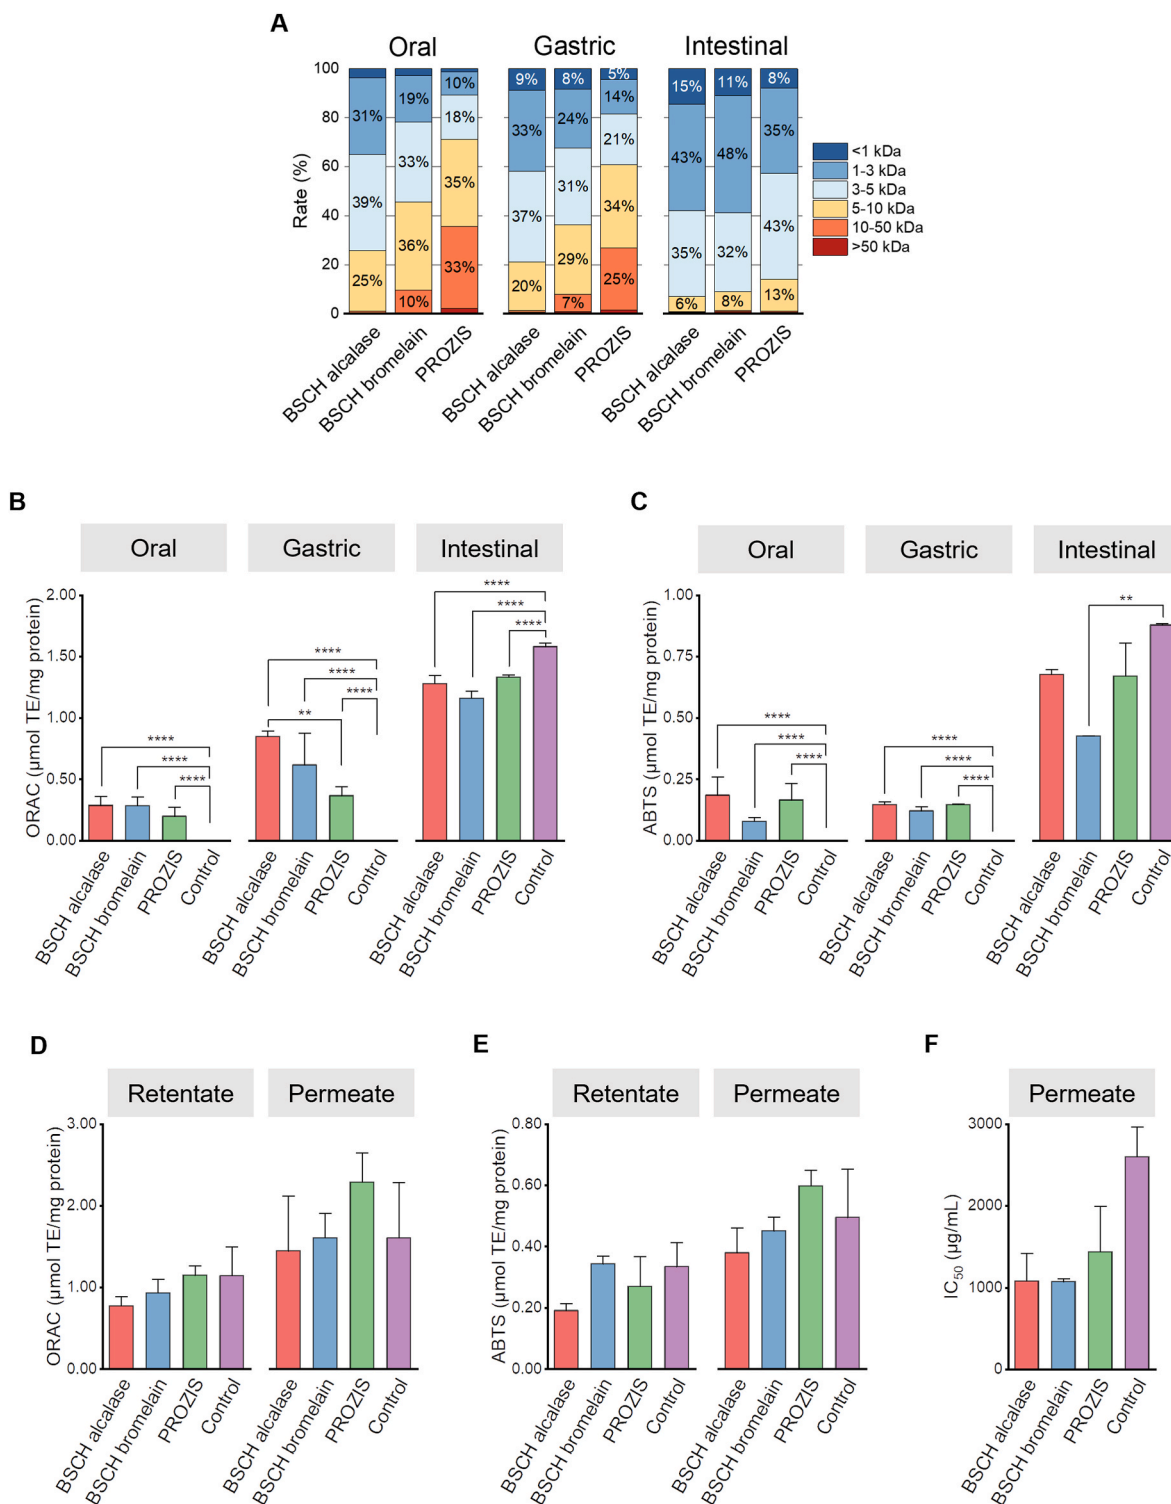 A
Oral Gastric Intestinal
Rate (%)
100
80
60
40
20
0
31%
39%
25%
19%
33%
36%
10%
10%
18%
35%
33%
9%
33%
37%
20%
8%
24%
31%
29%
7%
5%
14%
21%
34%
25%
15%
43%
35%
6%
11%
48%
32%
8%
8%
35%
43%
13%
<1 kDa
1-3 kDa
3-5 kDa
5-10 kDa
10-50 kDa
>50 kDa
BSCH alcalase BSCH bromelain PROZIS
BSCH alcalase BSCH bromelain PROZIS
BSCH alcalase BSCH bromelain PROZIS
B
Oral Gastric Intestinal
ORAC (µmol TE/mg protein)
2.00
1.50
1.00
0.50
0.00
****
****
****
****
****
****
**
****
****
****
BSCH alcalase BSCH bromelain PROZIS Control
BSCH alcalase BSCH bromelain PROZIS Control
BSCH alcalase BSCH bromelain PROZIS Control
C
Oral Gastric Intestinal
ABTS (µmol TE/mg protein)
1.00
0.75
0.50
0.25
0.00
****
****
****
****
****
****
**
BSCH alcalase BSCH bromelain PROZIS Control
BSCH alcalase BSCH bromelain PROZIS Control
BSCH alcalase BSCH bromelain PROZIS Control
D
Retentate Permeate
ORAC (µmol TE/mg protein)
3.00
2.00
1.00
0.00
BSCH alcalase BSCH bromelain PROZIS Control
BSCH alcalase BSCH bromelain PROZIS Control
E
Retentate Permeate
ABTS (µmol TE/mg protein)
0.80
0.60
0.40
0.20
0.00
BSCH alcalase BSCH bromelain PROZIS Control
BSCH alcalase BSCH bromelain PROZIS Control
F
Permeate
IC50 (µg/mL)
3000
2000
1000
0
BSCH alcalase BSCH bromelain PROZIS Control